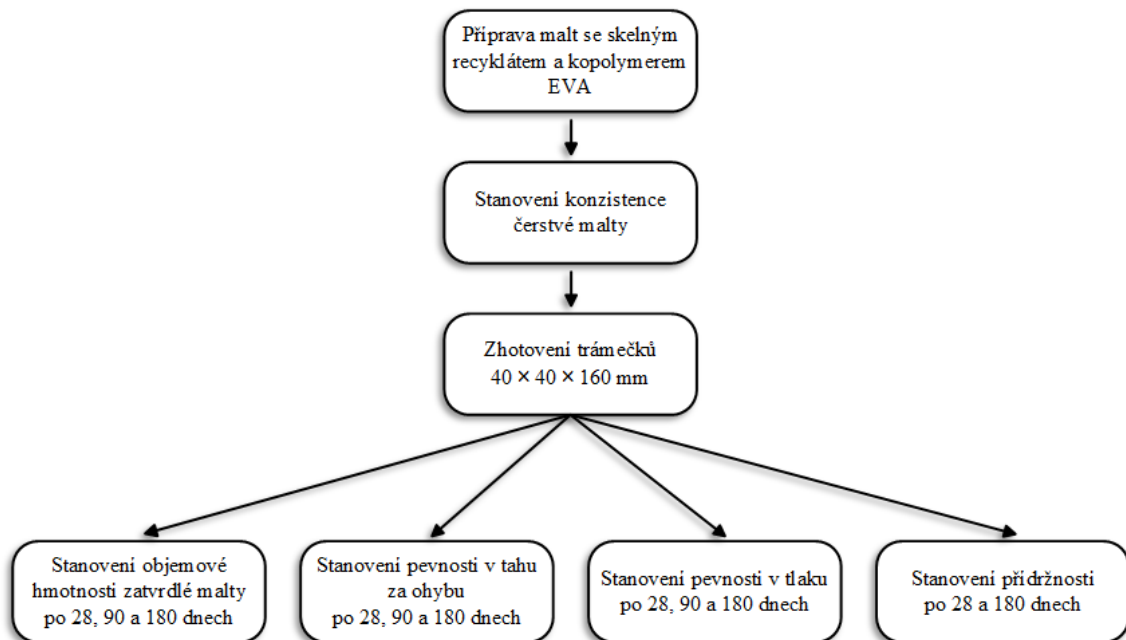 Příprava malt se skelným
recyklátem a kopolymerem
EVA
Stanovení konzistence
čerstvé malty
Zhotovení trámečků
40 × 40 × 160 mm
Stanovení objemové
hmotnosti zatvrdlé malty
po 28, 90 a 180 dnech
Stanovení pevnosti v tahu
za ohybu
po 28, 90 a 180 dnech
Stanovení pevnosti v tlaku
po 28, 90 a 180 dnech
Stanovení přídržnosti
po 28 a 180 dnech